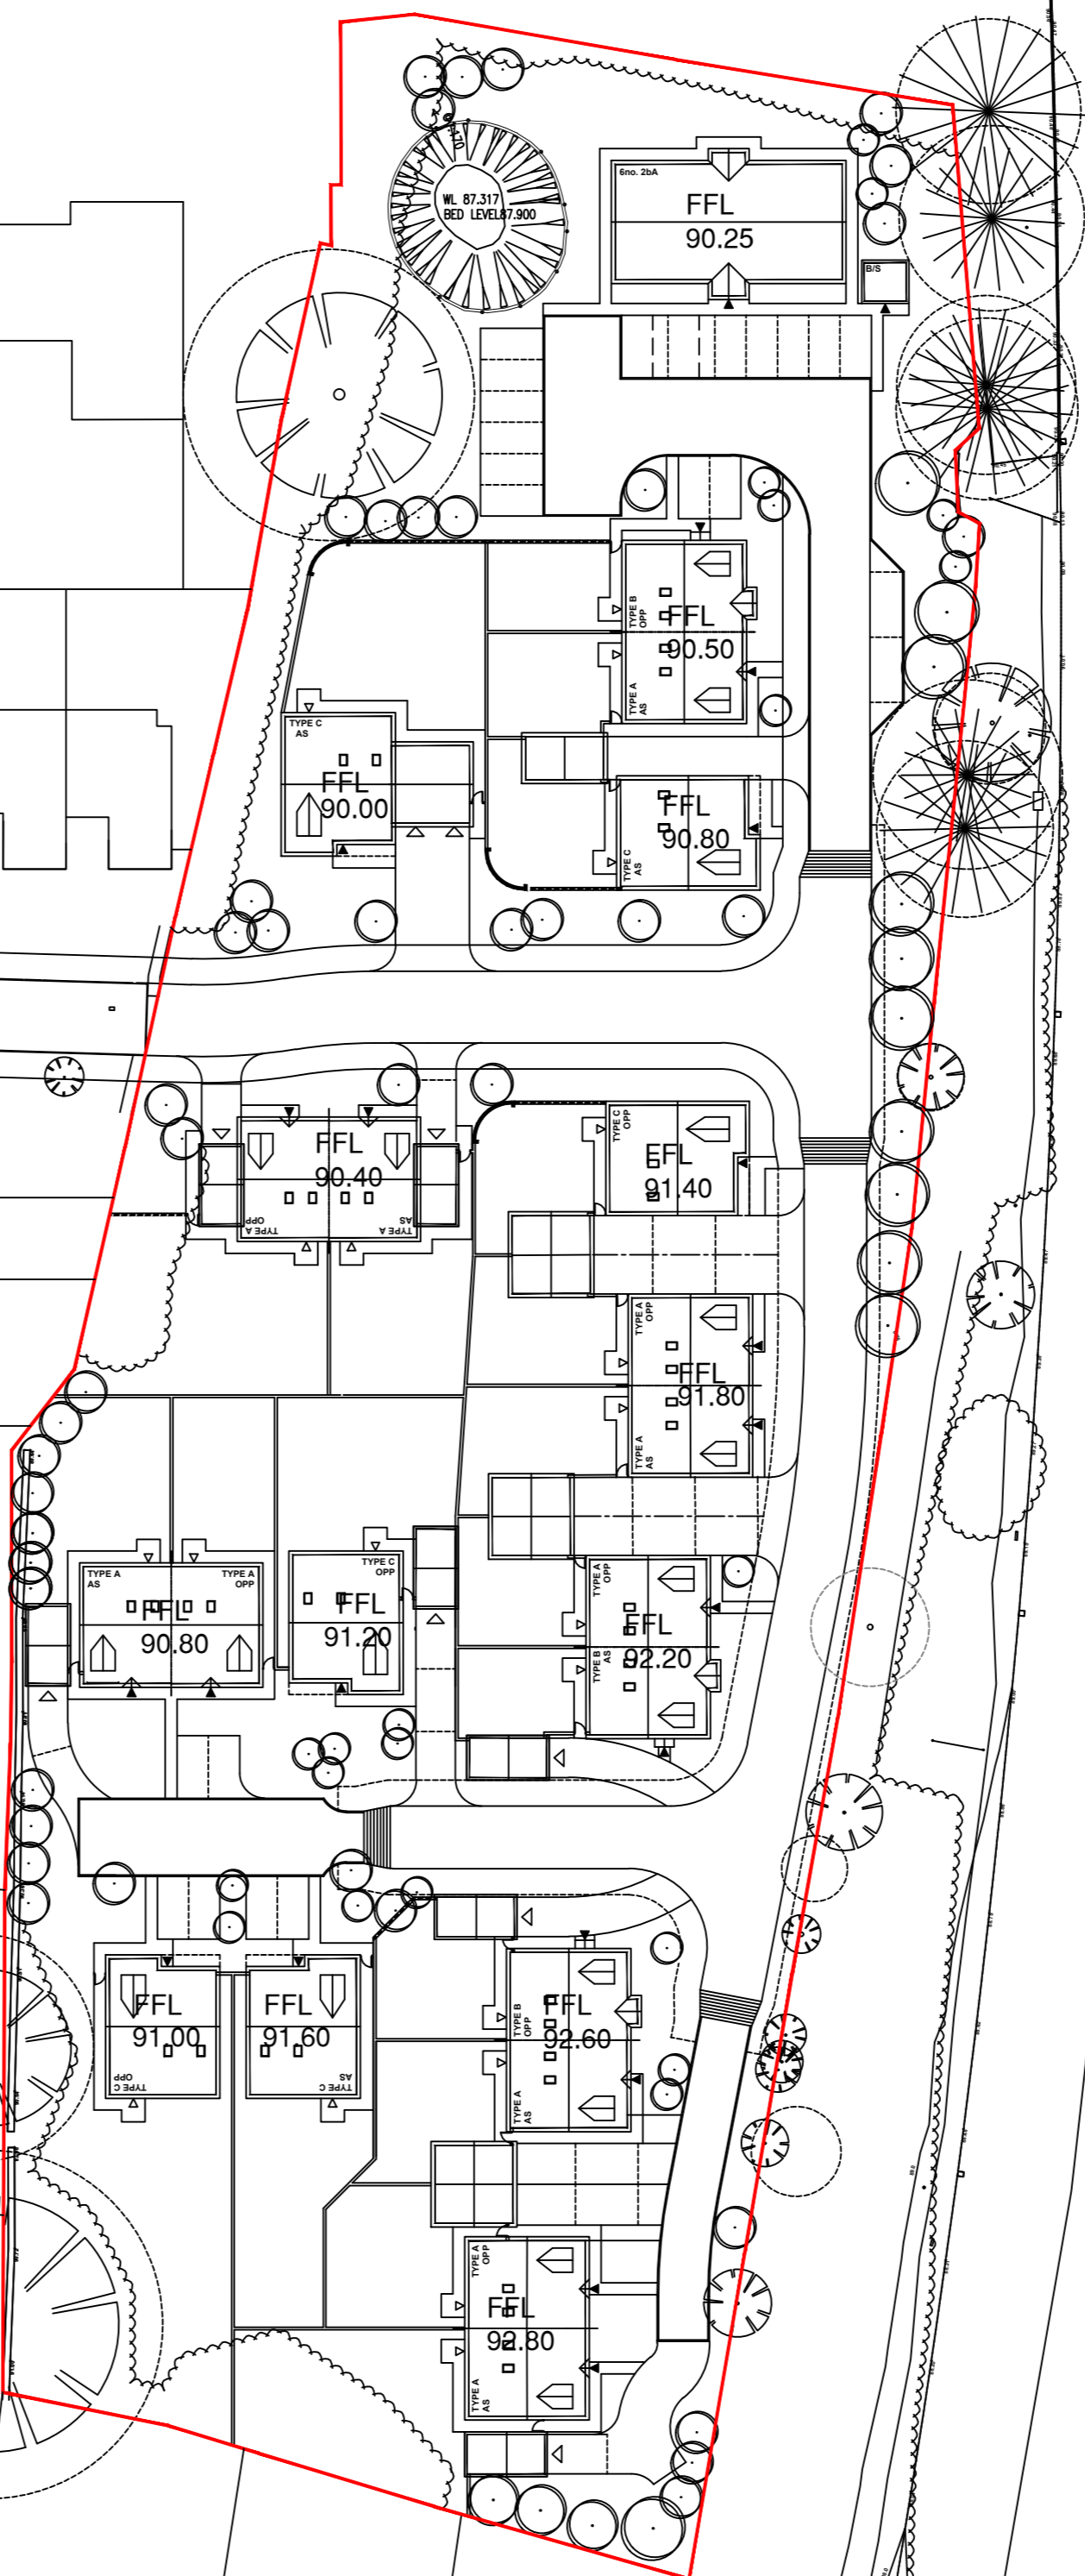 WL 87.317
BED LEVEL87.900
6no. 2bA
FFL
90.25
B/S
TYPE B
OPP
FFL
90.50
TYPE A
AS
TYPE C
AS
FFL
90.00
FFL
90.80
TYPE C
AS
FFL
90.40
TYPE A
OPP
TYPE A
AS
TYPE C
OPP
FFL
91.40
TYPE A
OPP
FFL
91.80
TYPE A
AS
TYPE A
AS
TYPE A
OPP
FFL
90.80
TYPE C
OPP
FFL
91.20
TYPE A
OPP
FFL
92.20
TYPE B
AS
FFL
91.00
TYPE C
OPP
FFL
91.60
TYPE C
AS
TYPE B
OPP
FFL
92.60
TYPE A
AS
TYPE A
OPP
FFL
92.80
TYPE A
AS